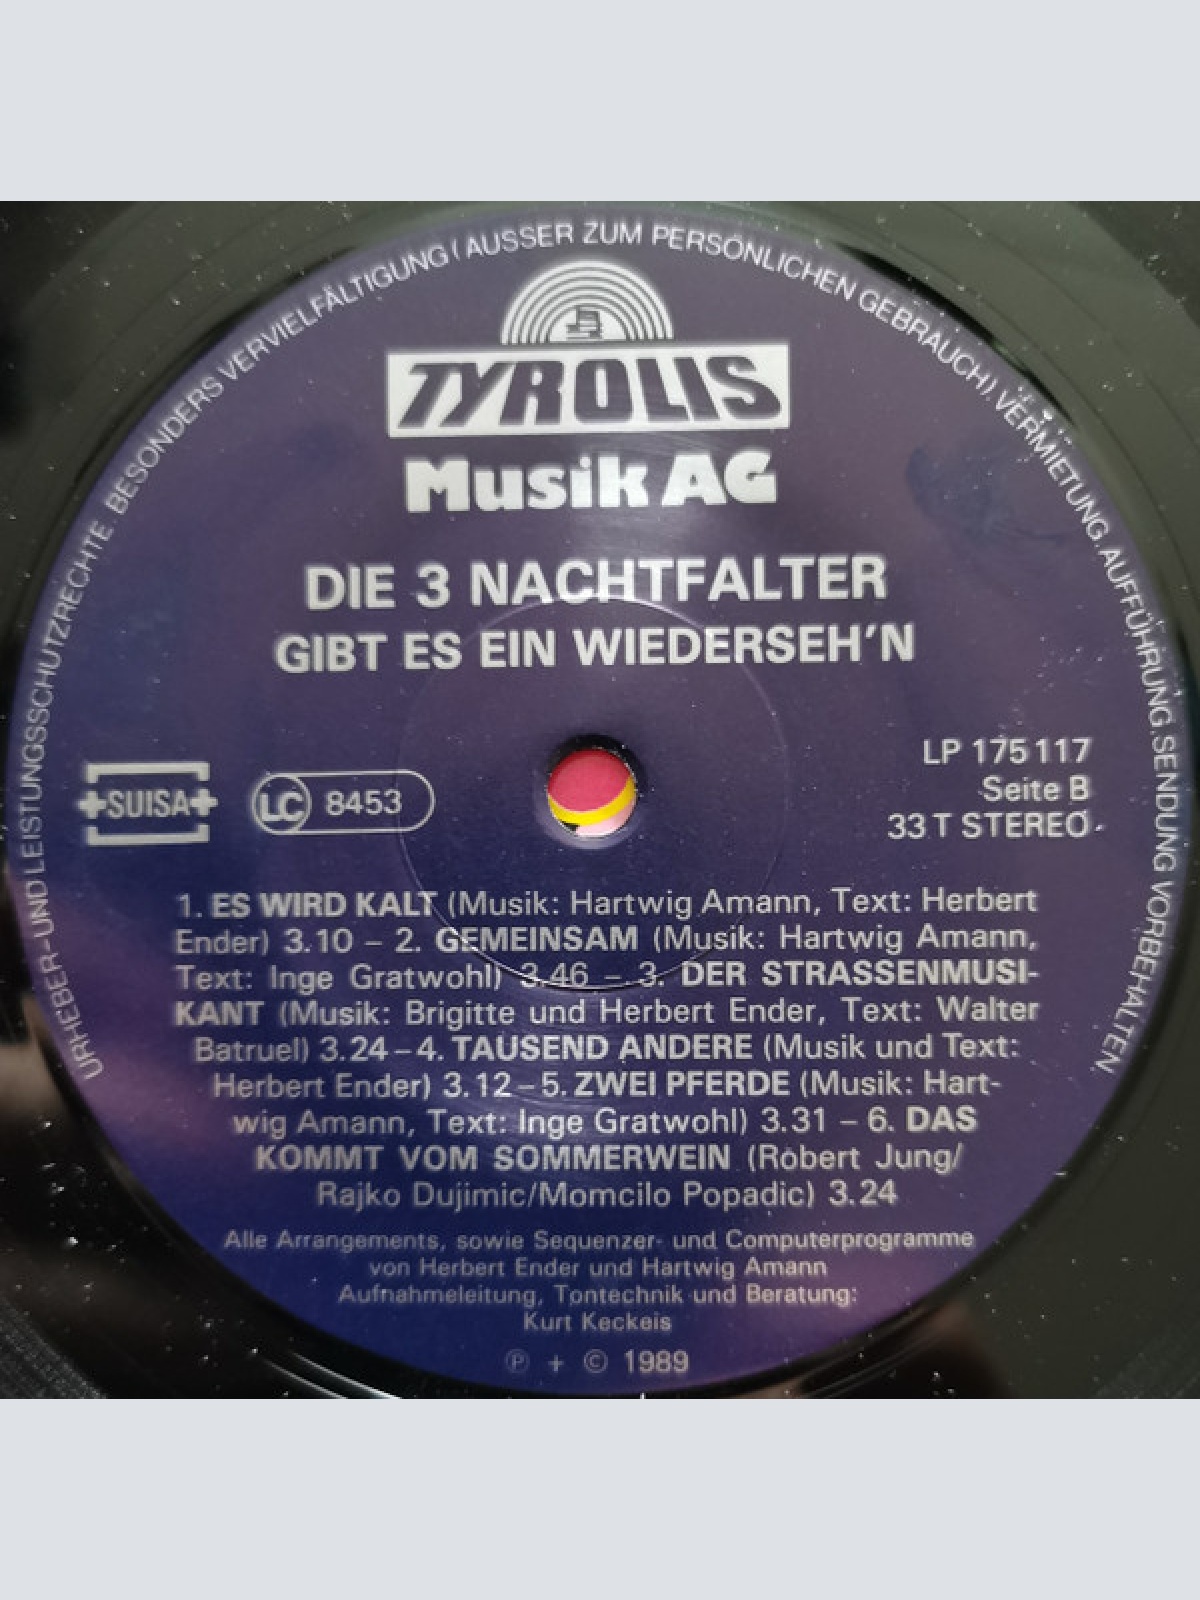 URHEBER- UND LEISTUNGSSCHUTZRECHTE. BESONDERS VERVIELFÄLTIGUNG (AUSSER ZUM PERSÖNLICHEN GEBRAUCH), VERMIETUNG, AUFFÜHRUNG, SENDUNG VORBEHALTEN.
TYROLIS
Musik AG
DIE 3 NACHTFALTER
GIBT ES EIN WIEDERSEH'N
LP 175 117
Seite B
33 T STEREO
SUISA
LC 8453
1. ES WIRD KALT (Musik: Hartwig Amann, Text: Herbert
Ender) 3.10 – 2. GEMEINSAM (Musik: Hartwig Amann,
Text: Inge Gratwohl) 3.46 – 3. DER STRASSENMUSI-
KANT (Musik: Brigitte und Herbert Ender, Text: Walter
Batruel) 3.24 – 4. TAUSEND ANDERE (Musik und Text:
Herbert Ender) 3.12 – 5. ZWEI PFERDE (Musik: Hart-
wig Amann, Text: Inge Gratwohl) 3.31 – 6. DAS
KOMMT VOM SOMMERWEIN (Robert Jung/
Rajko Dujimic/Momcilo Popadic) 3.24
Alle Arrangements, sowie Sequenzer- und Computerprogramme
von Herbert Ender und Hartwig Amann
Aufnahmeleitung, Tontechnik und Beratung:
Kurt Keckeis
℗ + © 1989